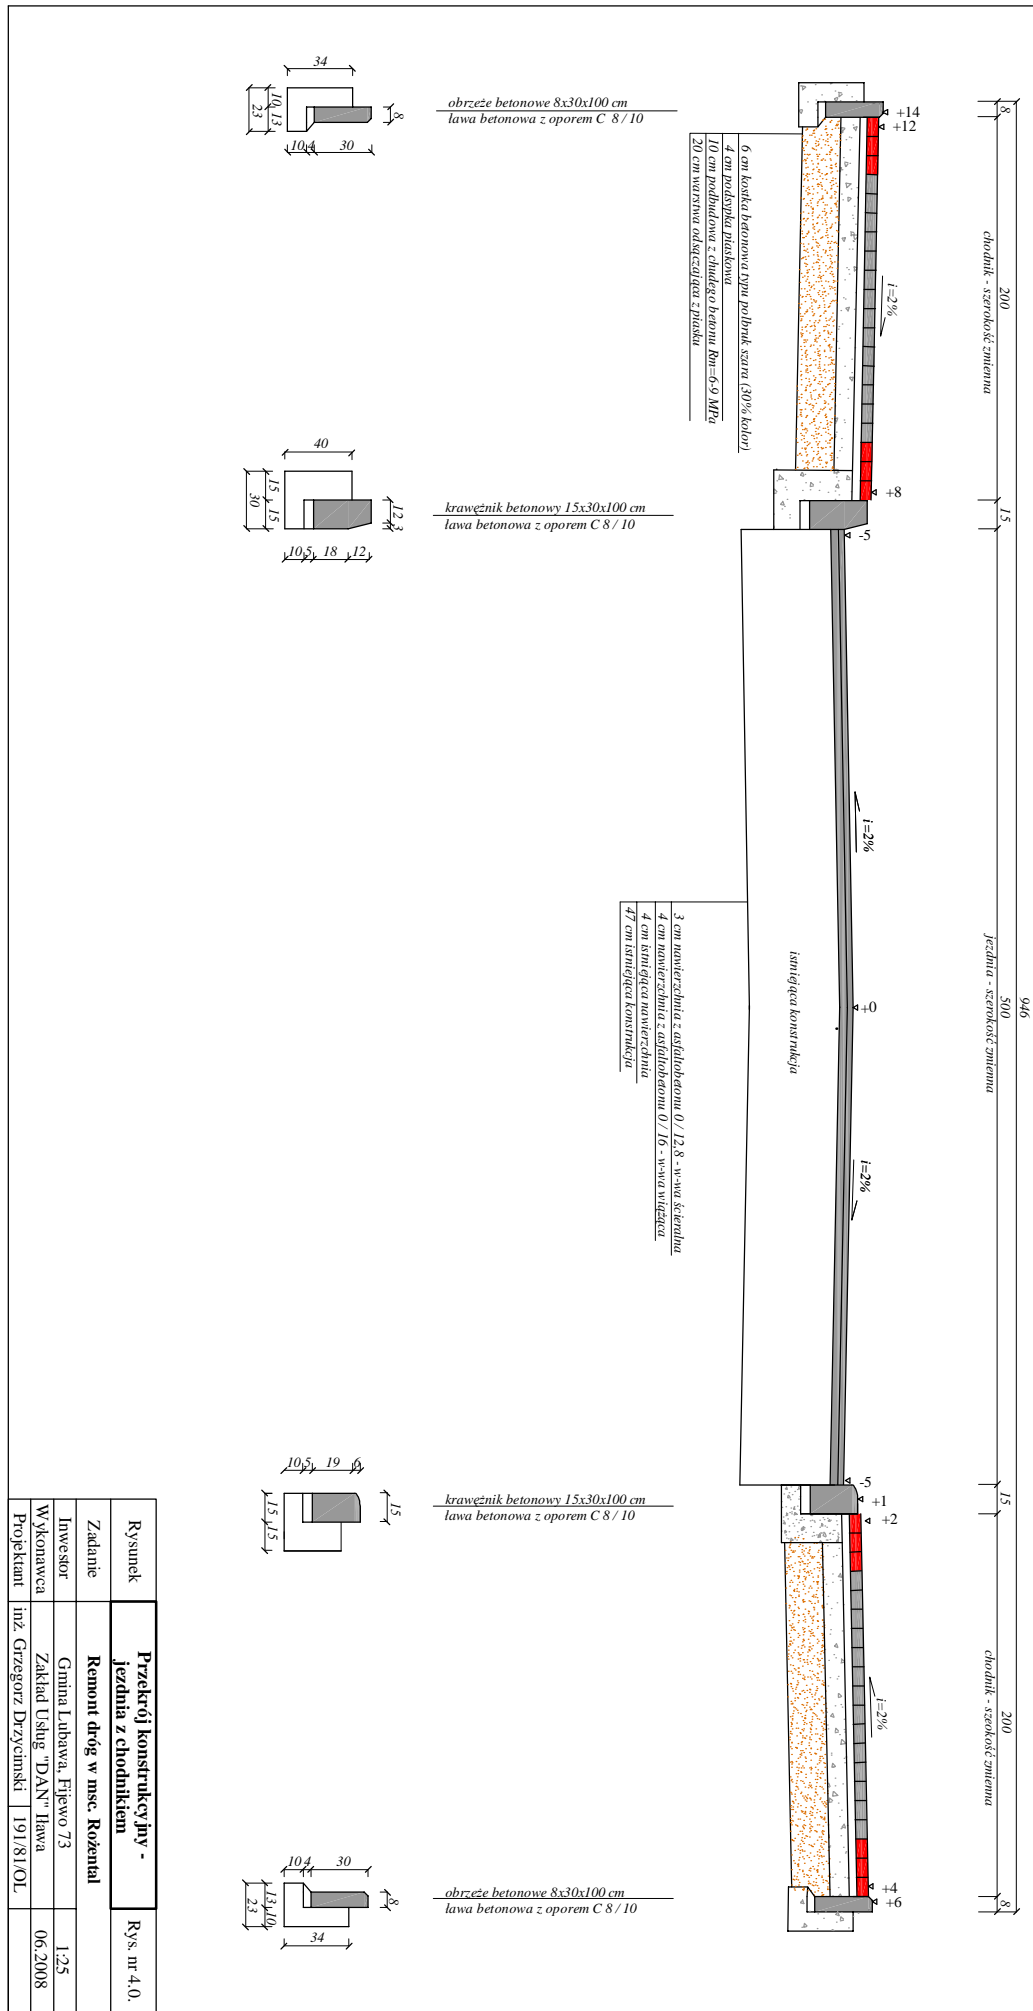 946
8
200
chodnik - szerokość zmienna
15
500
jezdnia - szerokość zmienna
15
200
chodnik - szeokość zmienna
8
+14
+12
i=2%
+8
-5
i=2%
+0
i=2%
-5
+1
+2
i=2%
+4
+6
istniejąca konstrukcja
6 cm kostka betonowa typu polbruk szara (30% kolor)
4 cm podsypka piaskowa
10 cm podbudowa z chudego betonu Rm=6-9 MPa
20 cm warstwa odsączająca z piasku
3 cm nawierzchnia z asfaltobetonu 0 / 12,8 - w-wa ścieralna
4 cm nawierzchnia z asfaltobetonu 0 / 16 - w-wa wiążąca
4 cm istniejąca nawierzchnia
47 cm istniejąca konstrukcja
obrzeże betonowe 8x30x100 cm
ława betonowa z oporem C 8 / 10
34
10
13
23
8
10
4
30
krawężnik betonowy 15x30x100 cm
ława betonowa z oporem C 8 / 10
40
15
15
30
12
3
10
5
18
12
krawężnik betonowy 15x30x100 cm
ława betonowa z oporem C 8 / 10
10
5
19
6
15
15
15
obrzeże betonowe 8x30x100 cm
ława betonowa z oporem C 8 / 10
10
4
30
13
10
23
8
34
Rysunek
Przekrój konstrukcyjny -
jezdnia z chodnikiem
Rys. nr 4.0.
Zadanie
Remont dróg w msc. Rożental
Inwestor
Gmina Lubawa, Fijewo 73
1:25
Wykonawca
Zakład Usług "DAN" Iława
06.2008
Projektant
inż. Grzegorz Drzycimski
191/81/OL